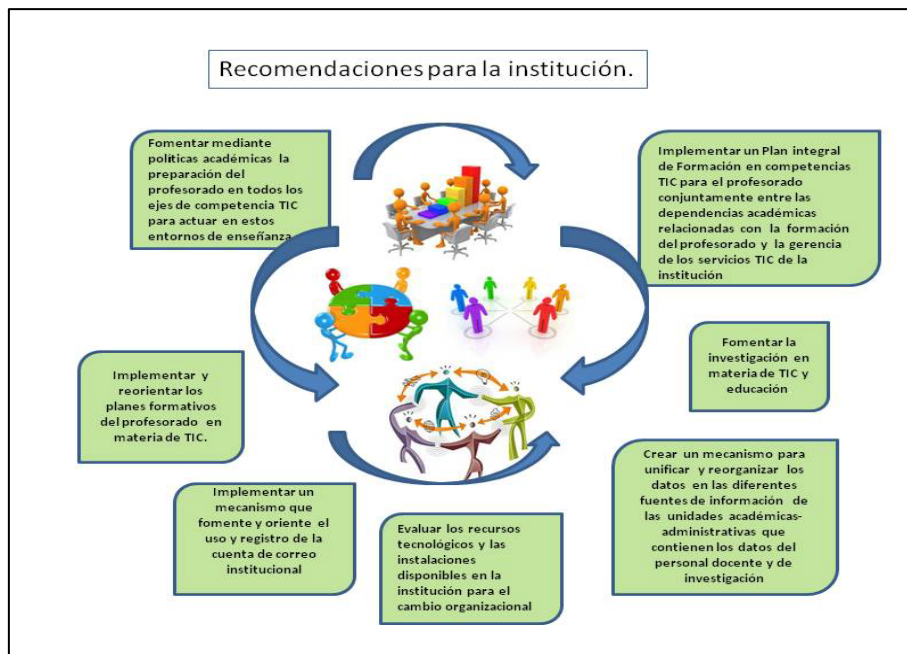 Recomendaciones para la institución.
Fomentar mediante
políticas académicas la
preparación del
profesorado en todos los
ejes de competencia TIC
para actuar en estos
entornos de enseñanza
Implementar un Plan integral
de Formación en competencias
TIC para el profesorado
conjuntamente entre las
dependencias académicas
relacionadas con la formación
del profesorado y la gerencia
de los servicios TIC de la
institución
Implementar y
reorientar los
planes formativos
del profesorado en
materia de TIC.
Fomentar la
investigación en
materia de TIC y
educación
Implementar un
mecanismo que
fomente y oriente el
uso y registro de la
cuenta de correo
institucional
Evaluar los recursos
tecnológicos y las
instalaciones
disponibles en la
institución para el
cambio organizacional
Crear un mecanismo para
unificar y reorganizar los
datos en las diferentes
fuentes de información de
las unidades académicas-
administrativas que
contienen los datos del
personal docente y de
investigación